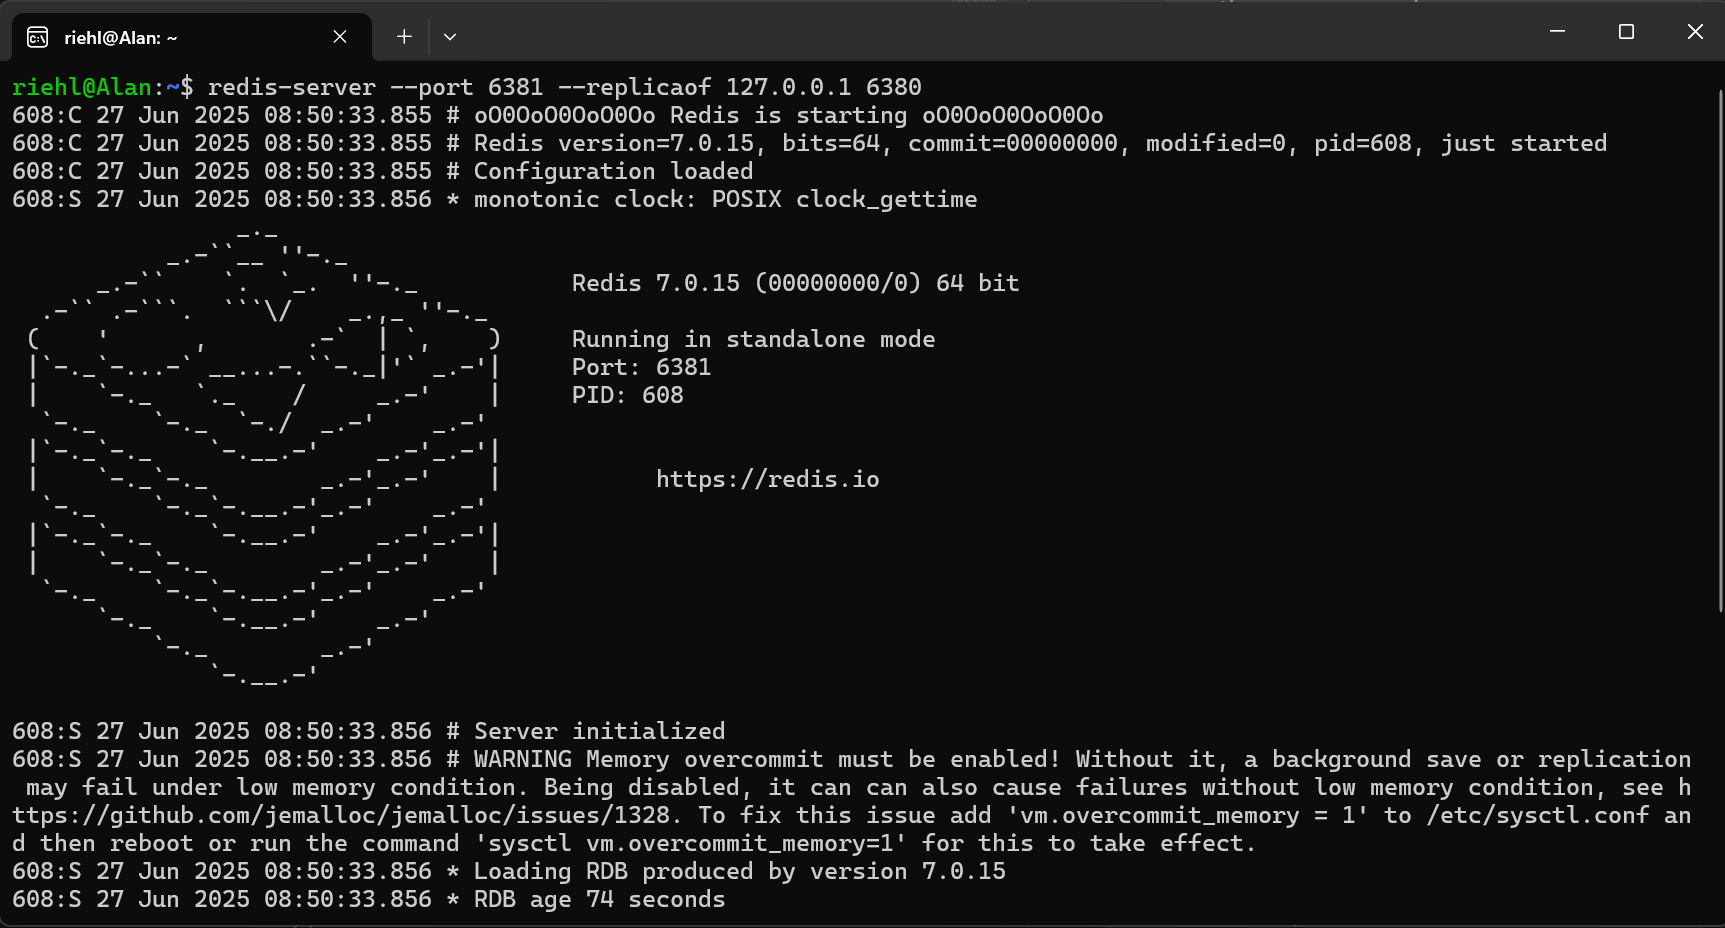 riehl@Alan: ~
riehl@Alan:~$ redis-server --port 6381 --replicaof 127.0.0.1 6380
608:C 27 Jun 2025 08:50:33.855 # oO0OoO0OoO0Oo Redis is starting oO0OoO0OoO0Oo
608:C 27 Jun 2025 08:50:33.855 # Redis version=7.0.15, bits=64, commit=00000000, modified=0, pid=608, just started
608:C 27 Jun 2025 08:50:33.855 # Configuration loaded
608:S 27 Jun 2025 08:50:33.856 * monotonic clock: POSIX clock_gettime
Redis 7.0.15 (00000000/0) 64 bit
Running in standalone mode
Port: 6381
PID: 608
https://redis.io
608:S 27 Jun 2025 08:50:33.856 # Server initialized
608:S 27 Jun 2025 08:50:33.856 # WARNING Memory overcommit must be enabled! Without it, a background save or replication
may fail under low memory condition. Being disabled, it can can also cause failures without low memory condition, see h
ttps://github.com/jemalloc/jemalloc/issues/1328. To fix this issue add 'vm.overcommit_memory = 1' to /etc/sysctl.conf an
d then reboot or run the command 'sysctl vm.overcommit_memory=1' for this to take effect.
608:S 27 Jun 2025 08:50:33.856 * Loading RDB produced by version 7.0.15
608:S 27 Jun 2025 08:50:33.856 * RDB age 74 seconds